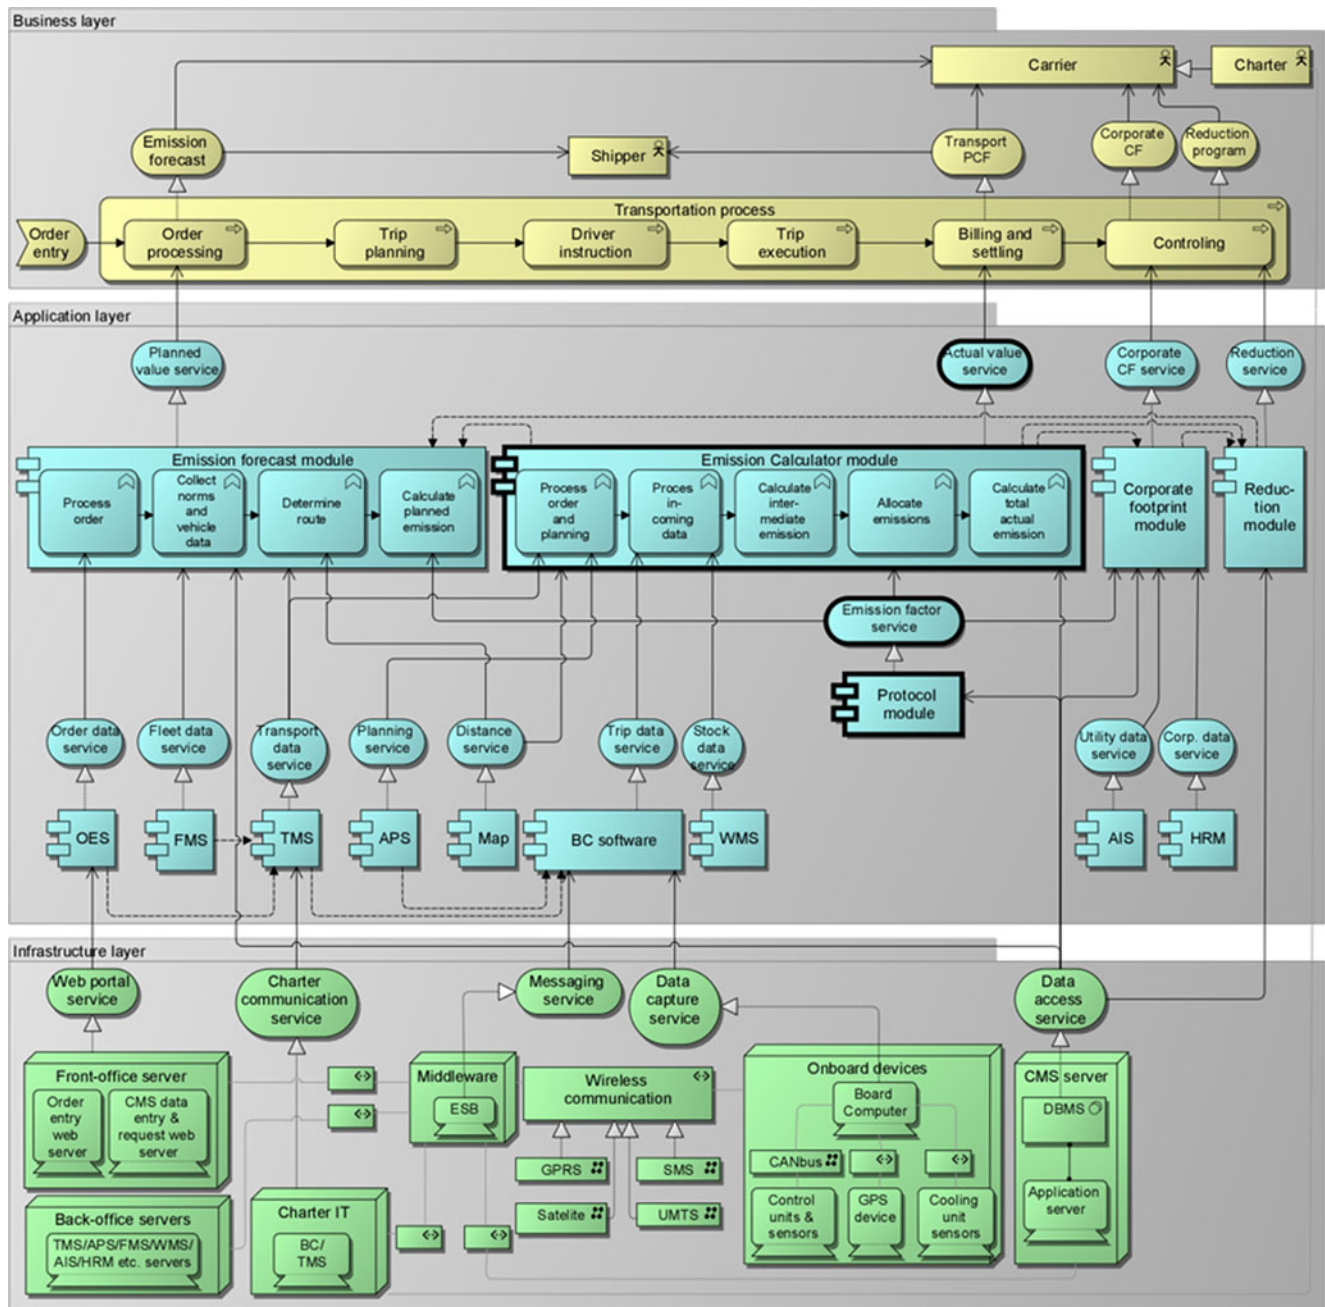 Business layer
Carrier
Charter
Emission
forecast
Shipper
Transport
PCF
Corporate
CF
Reduction
program
Transportation process
Order
entry
Order
processing
Trip
planning
Driver
instruction
Trip
execution
Billing and
settling
Controling
Application layer
Planned
value service
Actual value
service
Corporate
CF service
Reduction
service
Emission forecast module
Process
order
Collect
norms
and
vehicle
data
Determine
route
Calculate
planned
emission
Emission Calculator module
Process
order
and
planning
Proces
in-
coming
data
Calculate
inter-
mediate
emission
Allocate
emissions
Calculate
total
actual
emission
Corporate
footprint
module
Reduc-
tion
module
Emission factor
service
Protocol
module
Order data
service
Fleet data
service
Transport
data
service
Planning
service
Distance
service
Trip data
service
Stock
data
service
Utility data
service
Corp. data
service
OES
FMS
TMS
APS
Map
BC software
WMS
AIS
HRM
Infrastructure layer
Web portal
service
Charter
communication
service
Messaging
service
Data
capture
service
Data
access
service
Front-office server
Order
entry
web
server
CMS data
entry &
request web
server
Middleware
ESB
Wireless
communication
GPRS
SMS
Satelite
UMTS
Onboard devices
Board
Computer
CANbus
Control
units &
sensors
GPS
device
Cooling
unit
sensors
CMS server
DBMS
Application
server
Back-office servers
TMS/APS/FMS/WMS/
AIS/HRM etc. servers
Charter IT
BC/
TMS